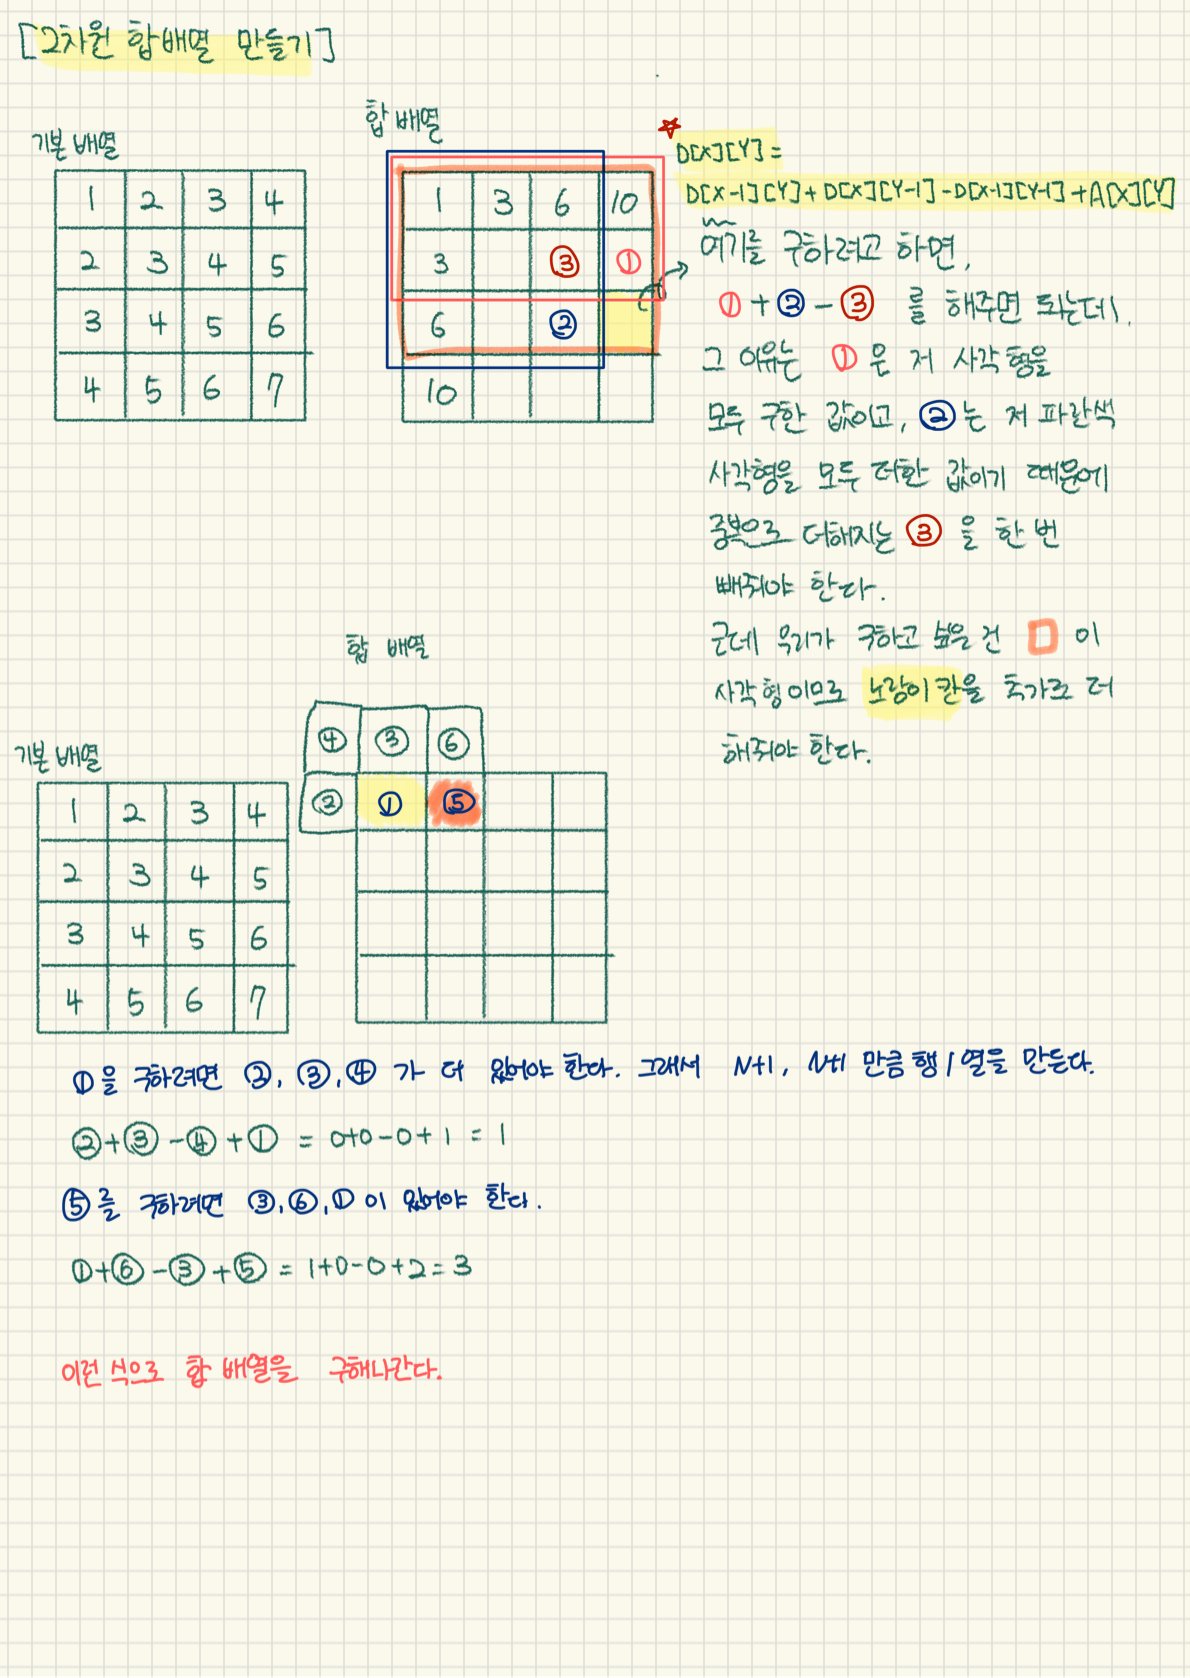 [2차원 합배열 만들기]
기본 배열
1 2 3 4
2 3 4 5
3 4 5 6
4 5 6 7
합 배열
1 3 6 10
3 ③ ①
6 ②
10
☆
D[X][Y] =
D[X-1][Y] + D[X][Y-1] - D[X-1][Y-1] + A[X][Y]
여기를 구하려고 하면,
① + ② - ③ 를 해주면 되는데,
그 이유는 ① 은 저 사각형을
모두 구한 값이고, ②는 저 파란색
사각형을 모두 더한 값이기 때문에
중복으로 더해지는 ③ 을 한 번
빼줘야 한다.
근데 우리가 구하고 싶은 건 □ 이
사각형이므로 노랑이 칸을 추가로 더
해줘야 한다.
합 배열
④ ③ ⑥
② ① ⑤
기본 배열
1 2 3 4
2 3 4 5
3 4 5 6
4 5 6 7
①을 구하려면 ②, ③, ④ 가 더 있어야 한다. 그래서 N+1, N+1 만큼 행/열을 만든다.
②+③-④+① = 0+0-0+1 = 1
⑤를 구하려면 ③, ⑥, ①이 있어야 한다.
①+⑥-③+⑤ = 1+0-0+2 = 3
이런 식으로 합 배열을 구해나간다.